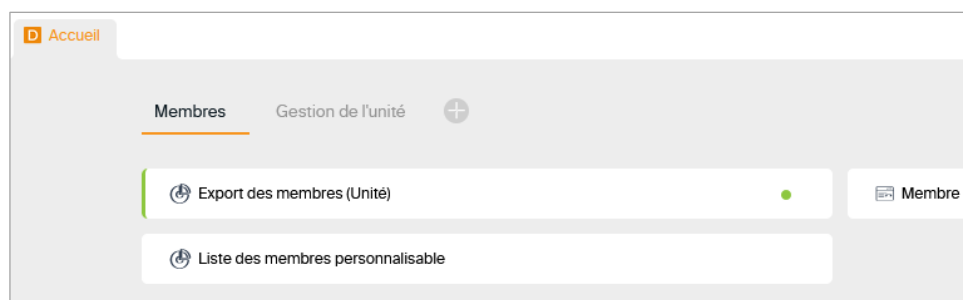 D Accueil
Membres Gestion de l'unité
Export des membres (Unité) Membre
Liste des membres personnalisable